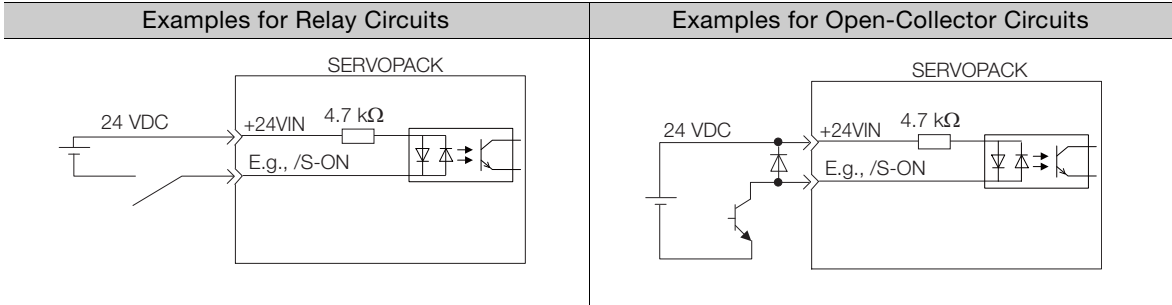 Examples for Relay Circuits
Examples for Open-Collector Circuits
SERVOPACK
24 VDC
+24VIN
4.7 kΩ
E.g., /S-ON
SERVOPACK
24 VDC
+24VIN
4.7 kΩ
E.g., /S-ON